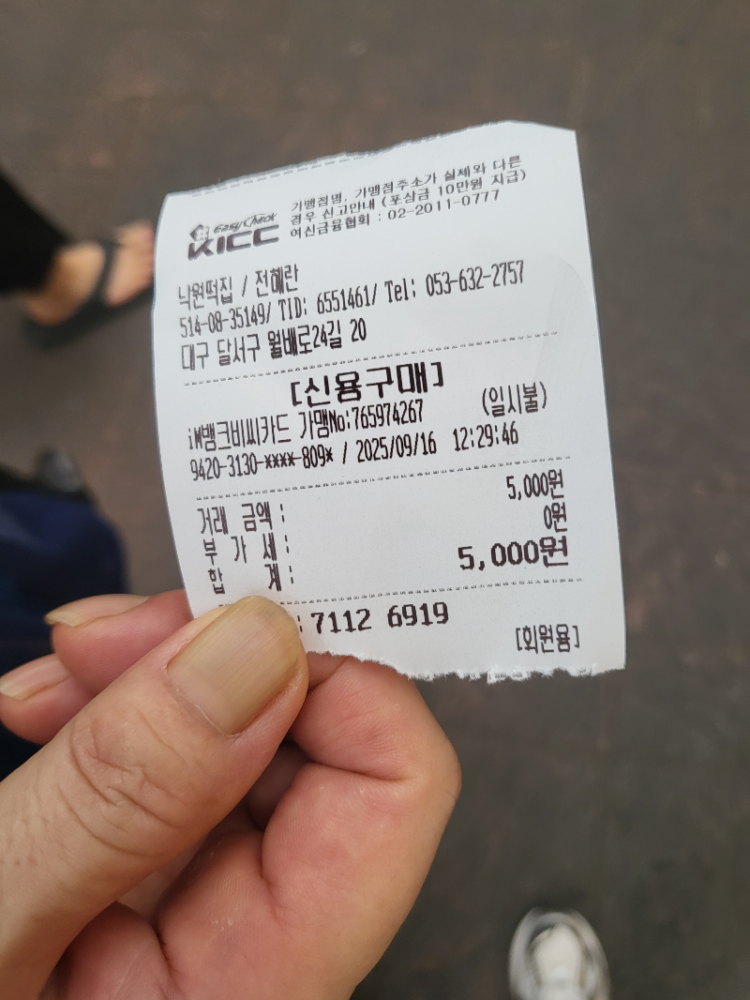 Easy Check
KICC
가맹점명, 가맹점주소가 실제와 다른
경우 신고안내 (포상금 10만원 지급)
여신금융협회 : 02-2011-0777
낙원떡집 / 전혜란
514-08-35149/ TID: 6551461/ Tel: 053-632-2757
대구 달서구 월배로24길 20
[신용구매]
iM뱅크비씨카드 가맹No:765974267 (일시불)
9420-3130-****-809* / 2025/09/16 12:29:46
거래 금액 : 5,000원
부 가 세 : 0원
합 계 : 5,000원
: 7112 6919
[회원용]